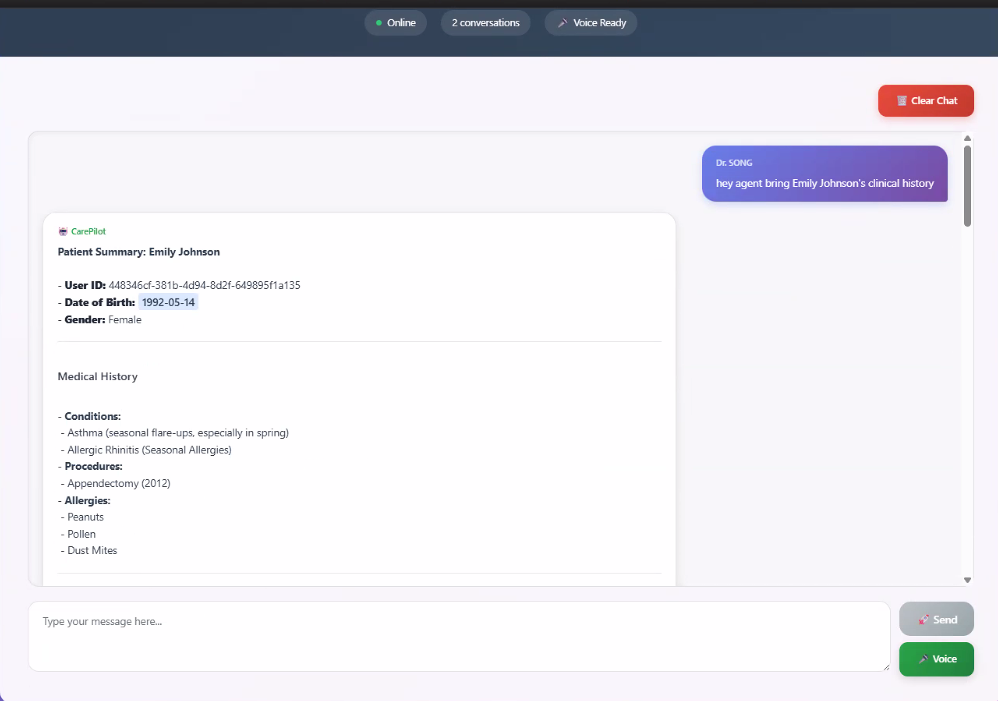 Online
2 conversations
Voice Ready
Clear Chat
Dr. SONG
hey agent bring Emily Johnson's clinical history
CarePilot
Patient Summary: Emily Johnson
- User ID: 448346cf-381b-4d94-8d2f-649895f1a135
- Date of Birth: 1992-05-14
- Gender: Female
Medical History
- Conditions:
- Asthma (seasonal flare-ups, especially in spring)
- Allergic Rhinitis (Seasonal Allergies)
- Procedures:
- Appendectomy (2012)
- Allergies:
- Peanuts
- Pollen
- Dust Mites
Type your message here...
Send
Voice